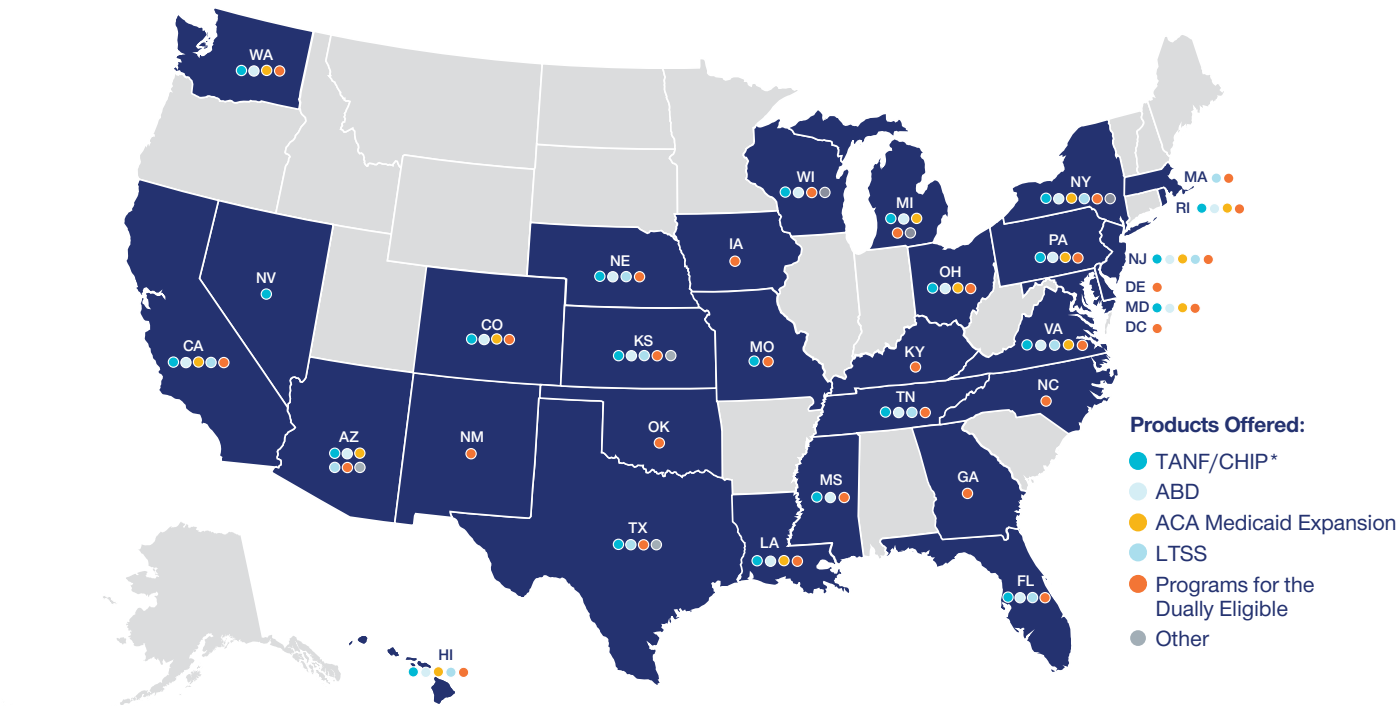 WA
MA
WI
NY
MI
RI
IA
PA
NE
NJ
OH
NV
DE
MD
CO
DC
VA
KS
CA
MO
KY
NC
TN
Products Offered:
OK
AZ
NM
TANF/CHIP*
GA
MS
ABD
ACA Medicaid Expansion
TX
LA
LTSS
FL
Programs for the
Dually Eligible
Other
HI